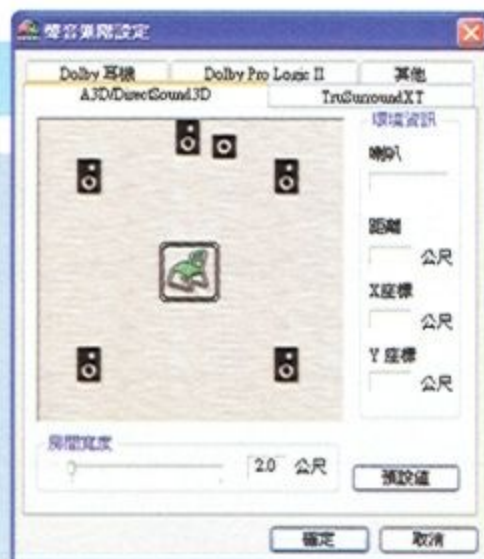 聲音進階設定
Dolby 耳機
Dolby Pro Logic II
其他
A3D/DirectSound3D
TruSurroundXT
環境資訊
喇叭
距離
公尺
X座標
公尺
Y 座標
公尺
房間寬度
2.0 公尺
預設值
確定
取消